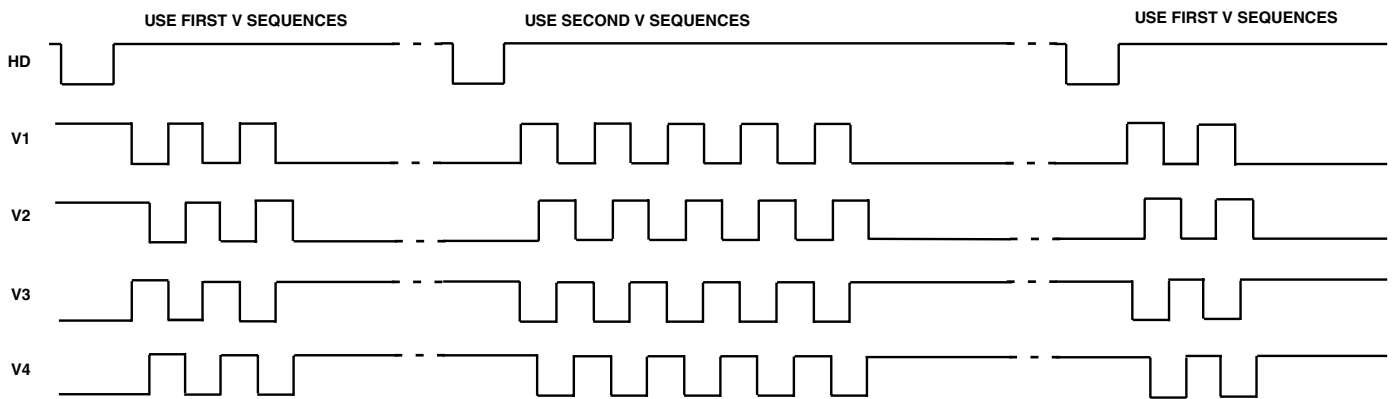 USE FIRST V SEQUENCES
USE SECOND V SEQUENCES
USE FIRST V SEQUENCES
HD
V1
V2
V3
V4